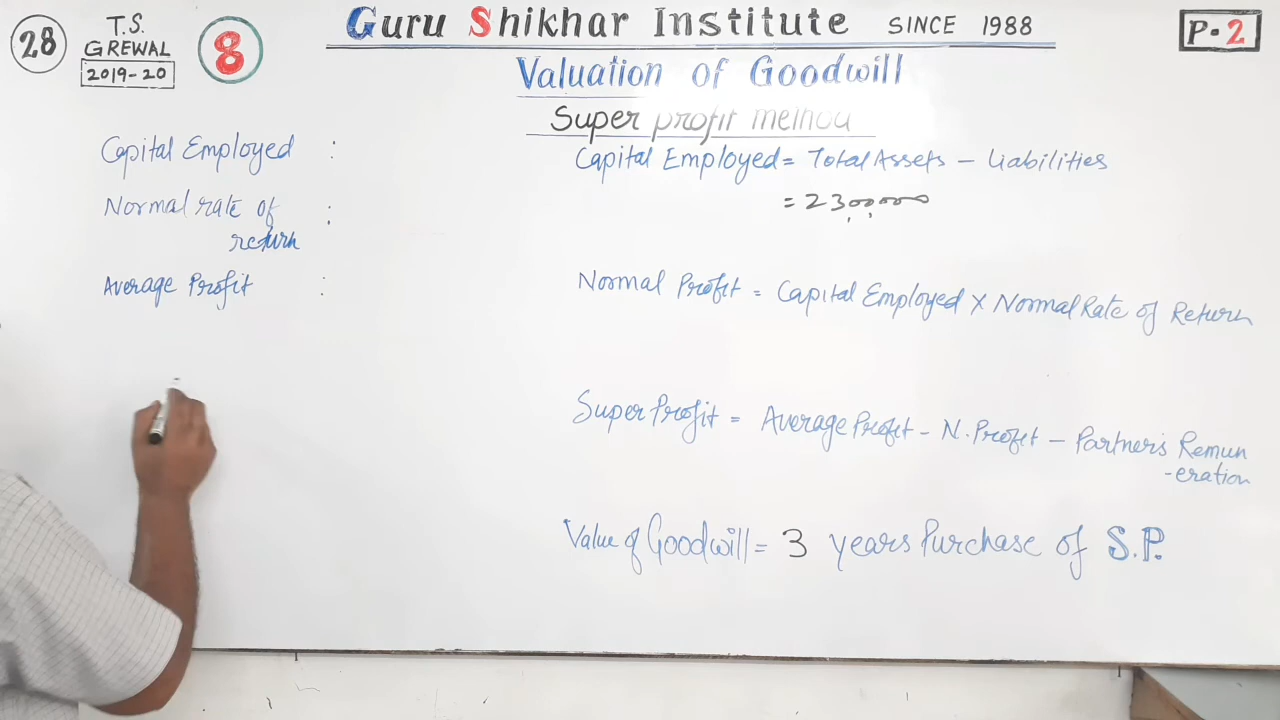 28
T.S.
GREWAL
2019-20
8
Guru Shikhar Institute SINCE 1988
P-2
Valuation of Goodwill
Super profit method
Capital Employed :
Normal rate of :
return
Average Profit :
Capital Employed = Total Assets - Liabilities
= 2300000
Normal Profit = Capital Employed X Normal Rate of Return
Super Profit = Average Profit - N. Profit - Partner's Remun
-eration
Value of Goodwill = 3 years Purchase of S.P.